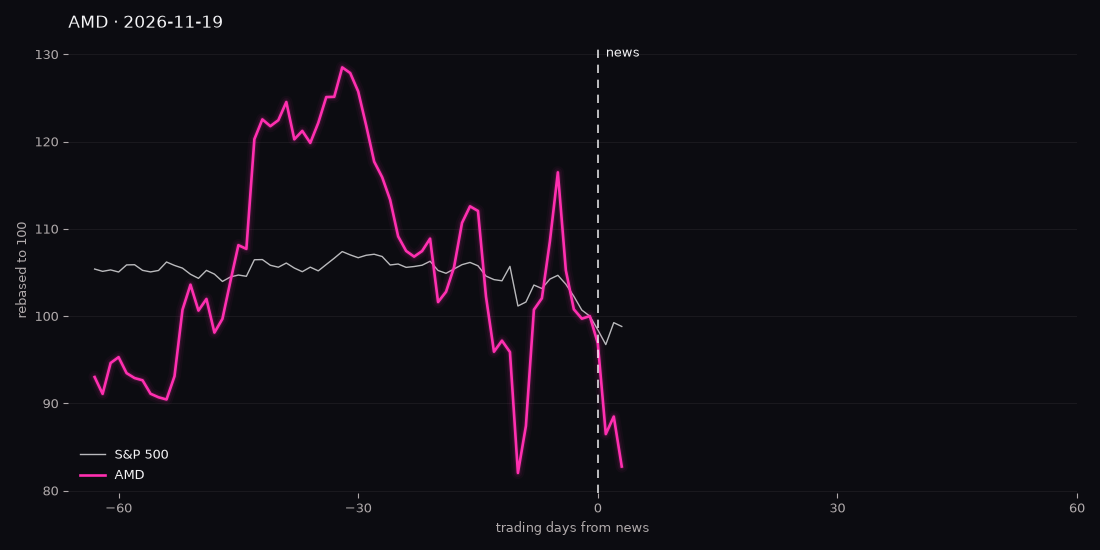 AMD · 2026-11-19
news
130
120
110
100
90
80
rebased to 100
S&P 500
AMD
−60
−30
0
30
60
trading days from news